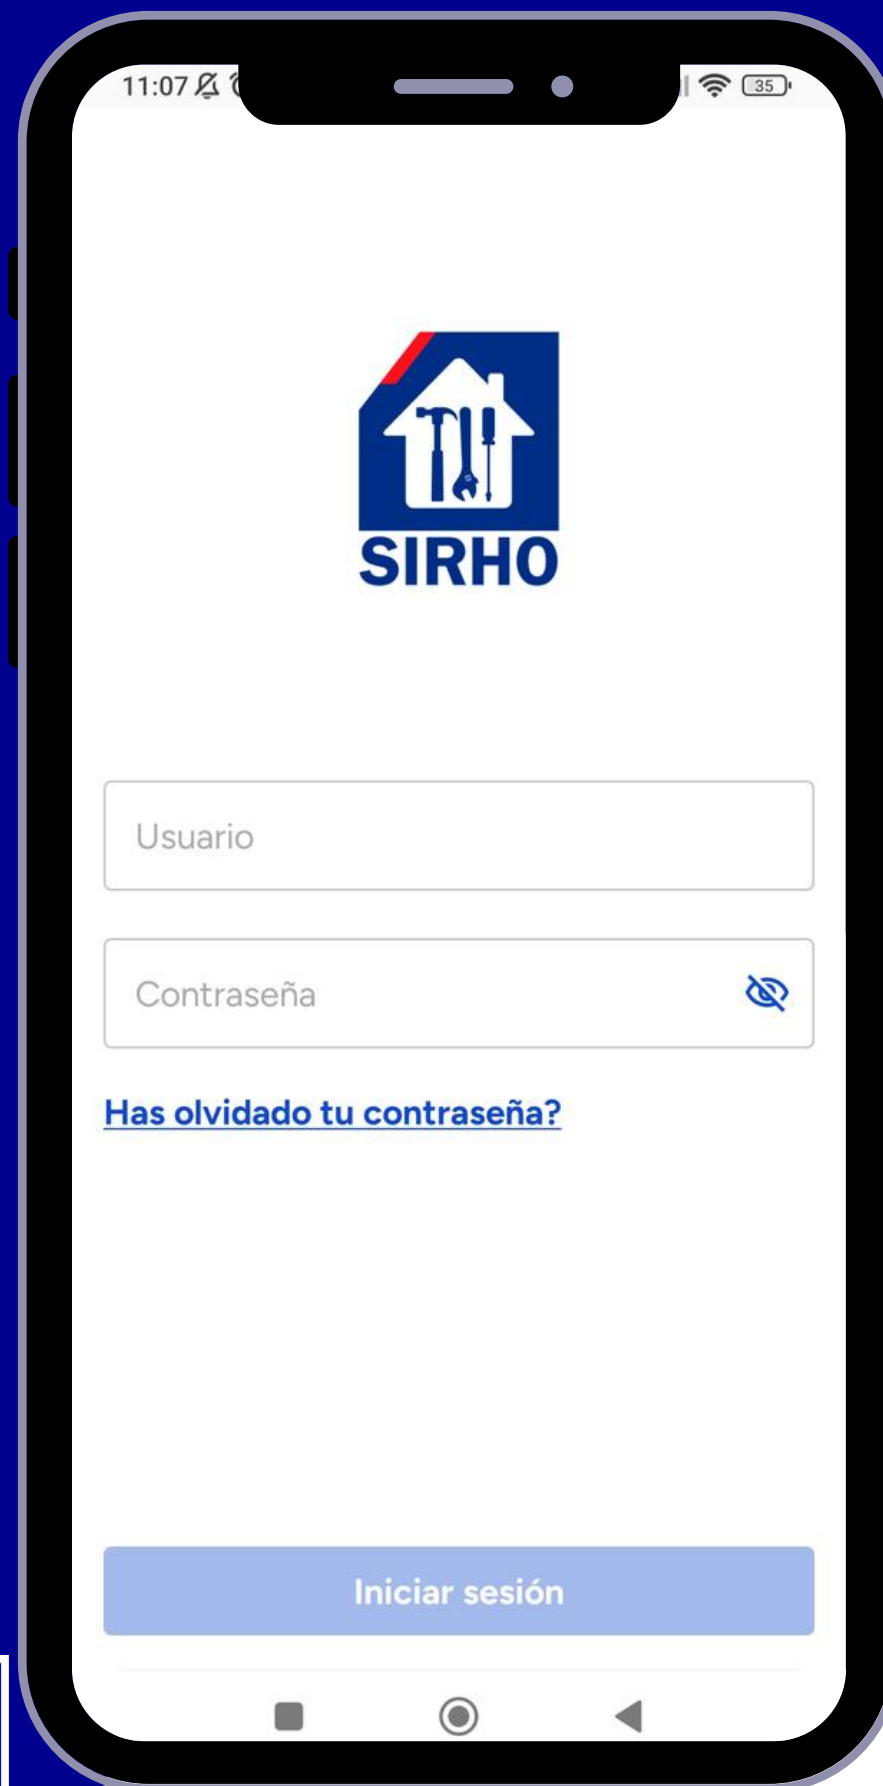 11:07
35
SIRHO
Usuario
Contraseña
Has olvidado tu contraseña?
Iniciar sesión